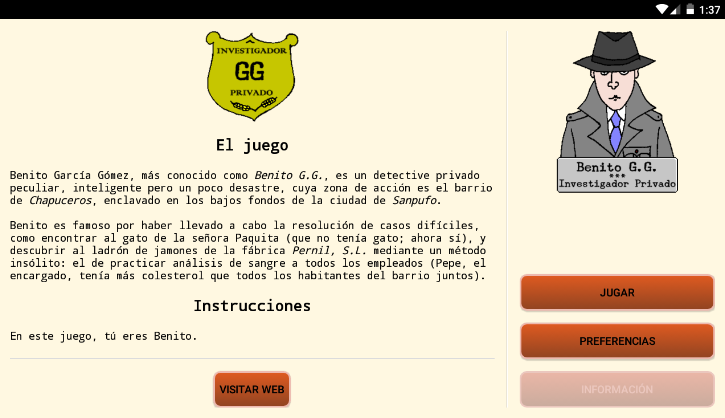 1:37
INVESTIGADOR
GG
PRIVADO
El juego
Benito García Gómez, más conocido como Benito G.G., es un detective privado
peculiar, inteligente pero un poco desastre, cuya zona de acción es el barrio
de Chapuceros, enclavado en los bajos fondos de la ciudad de Sanpufo.
Benito es famoso por haber llevado a cabo la resolución de casos difíciles,
como encontrar al gato de la señora Paquita (que no tenía gato; ahora sí), y
descubrir al ladrón de jamones de la fábrica Pernil, S.L. mediante un método
insólito: el de practicar análisis de sangre a todos los empleados (Pepe, el
encargado, tenía más colesterol que todos los habitantes del barrio juntos).
Instrucciones
En este juego, tú eres Benito.
VISITAR WEB
Benito G.G.
***
Investigador Privado
JUGAR
PREFERENCIAS
INFORMACIÓN